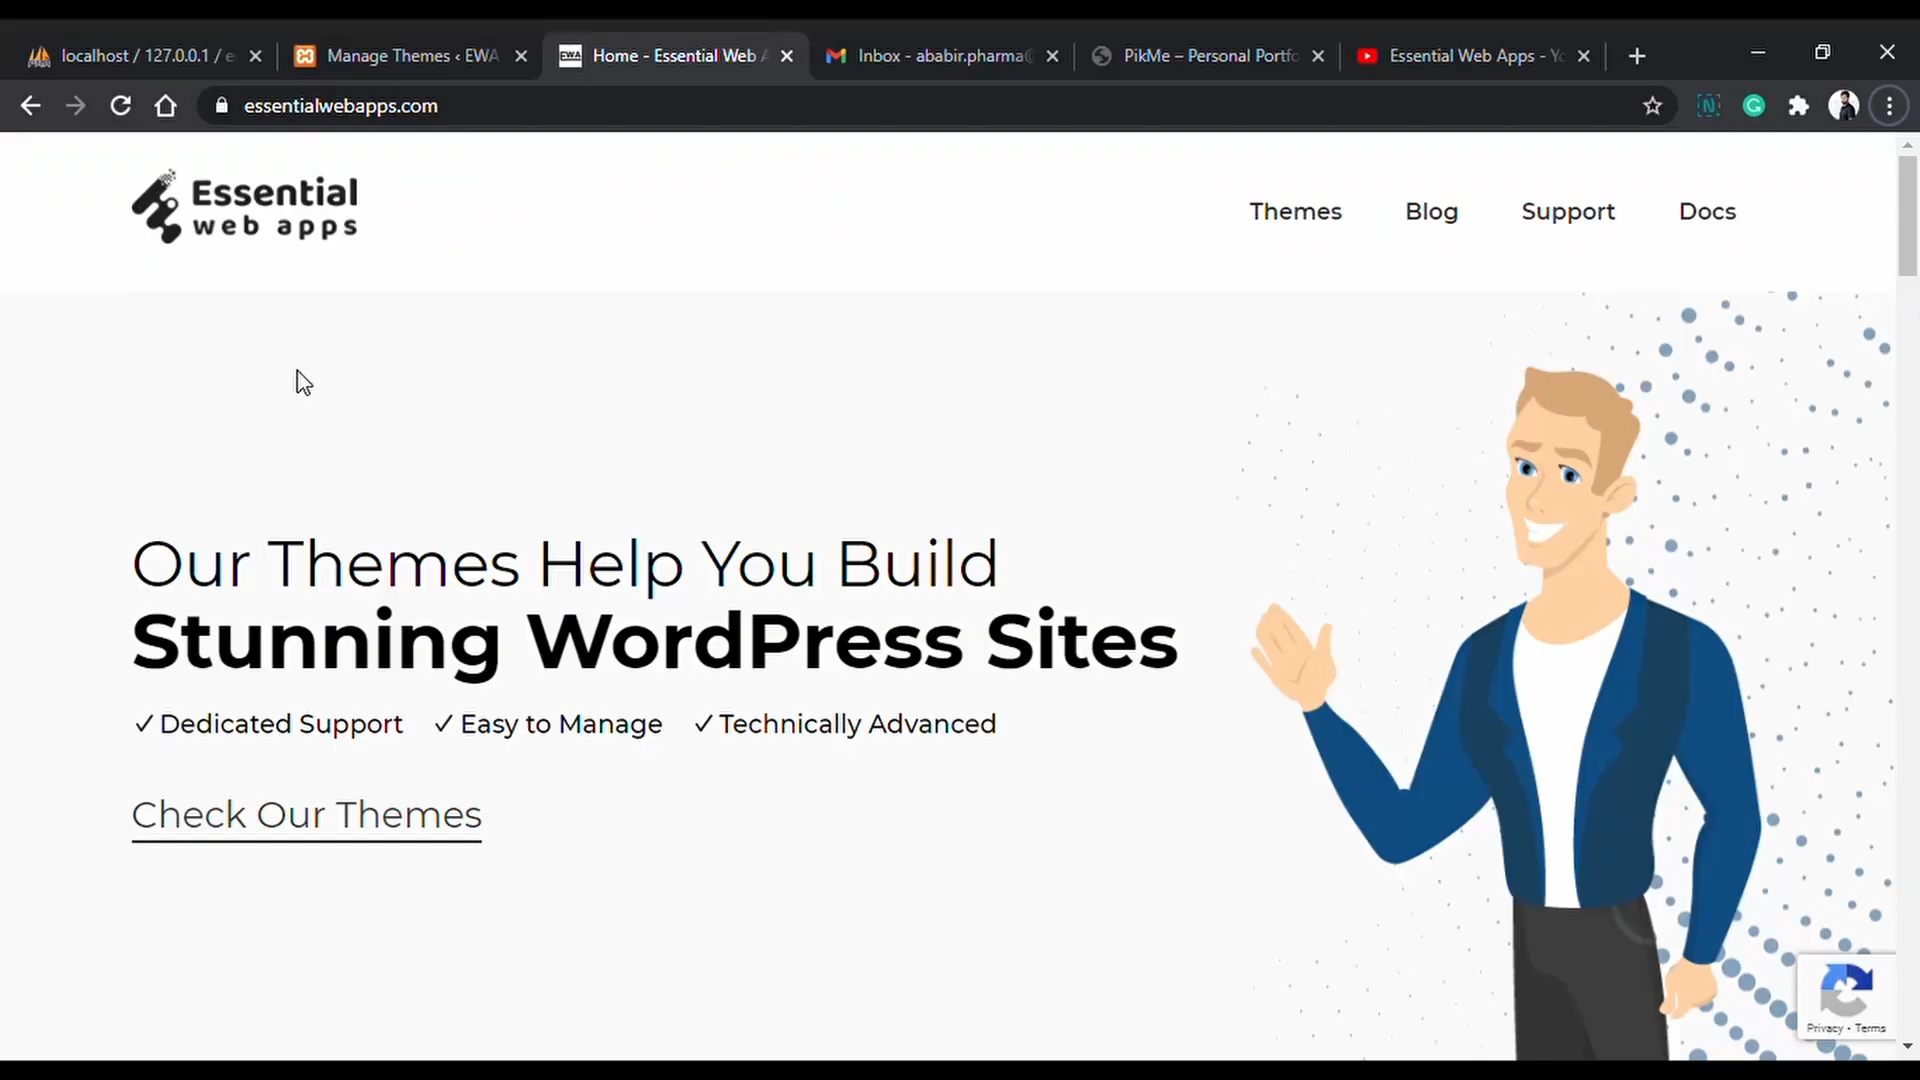 localhost / 127.0.0.1 / e
Manage Themes ‹ EWA
EWA
Home - Essential Web A
Inbox - ababir.pharma@
PikMe – Personal Portfo
Essential Web Apps - Yo
essentialwebapps.com
N
G
Essential
web apps
Themes
Blog
Support
Docs
Our Themes Help You Build
Stunning WordPress Sites
✓ Dedicated Support ✓ Easy to Manage ✓ Technically Advanced
Check Our Themes
Privacy - Terms